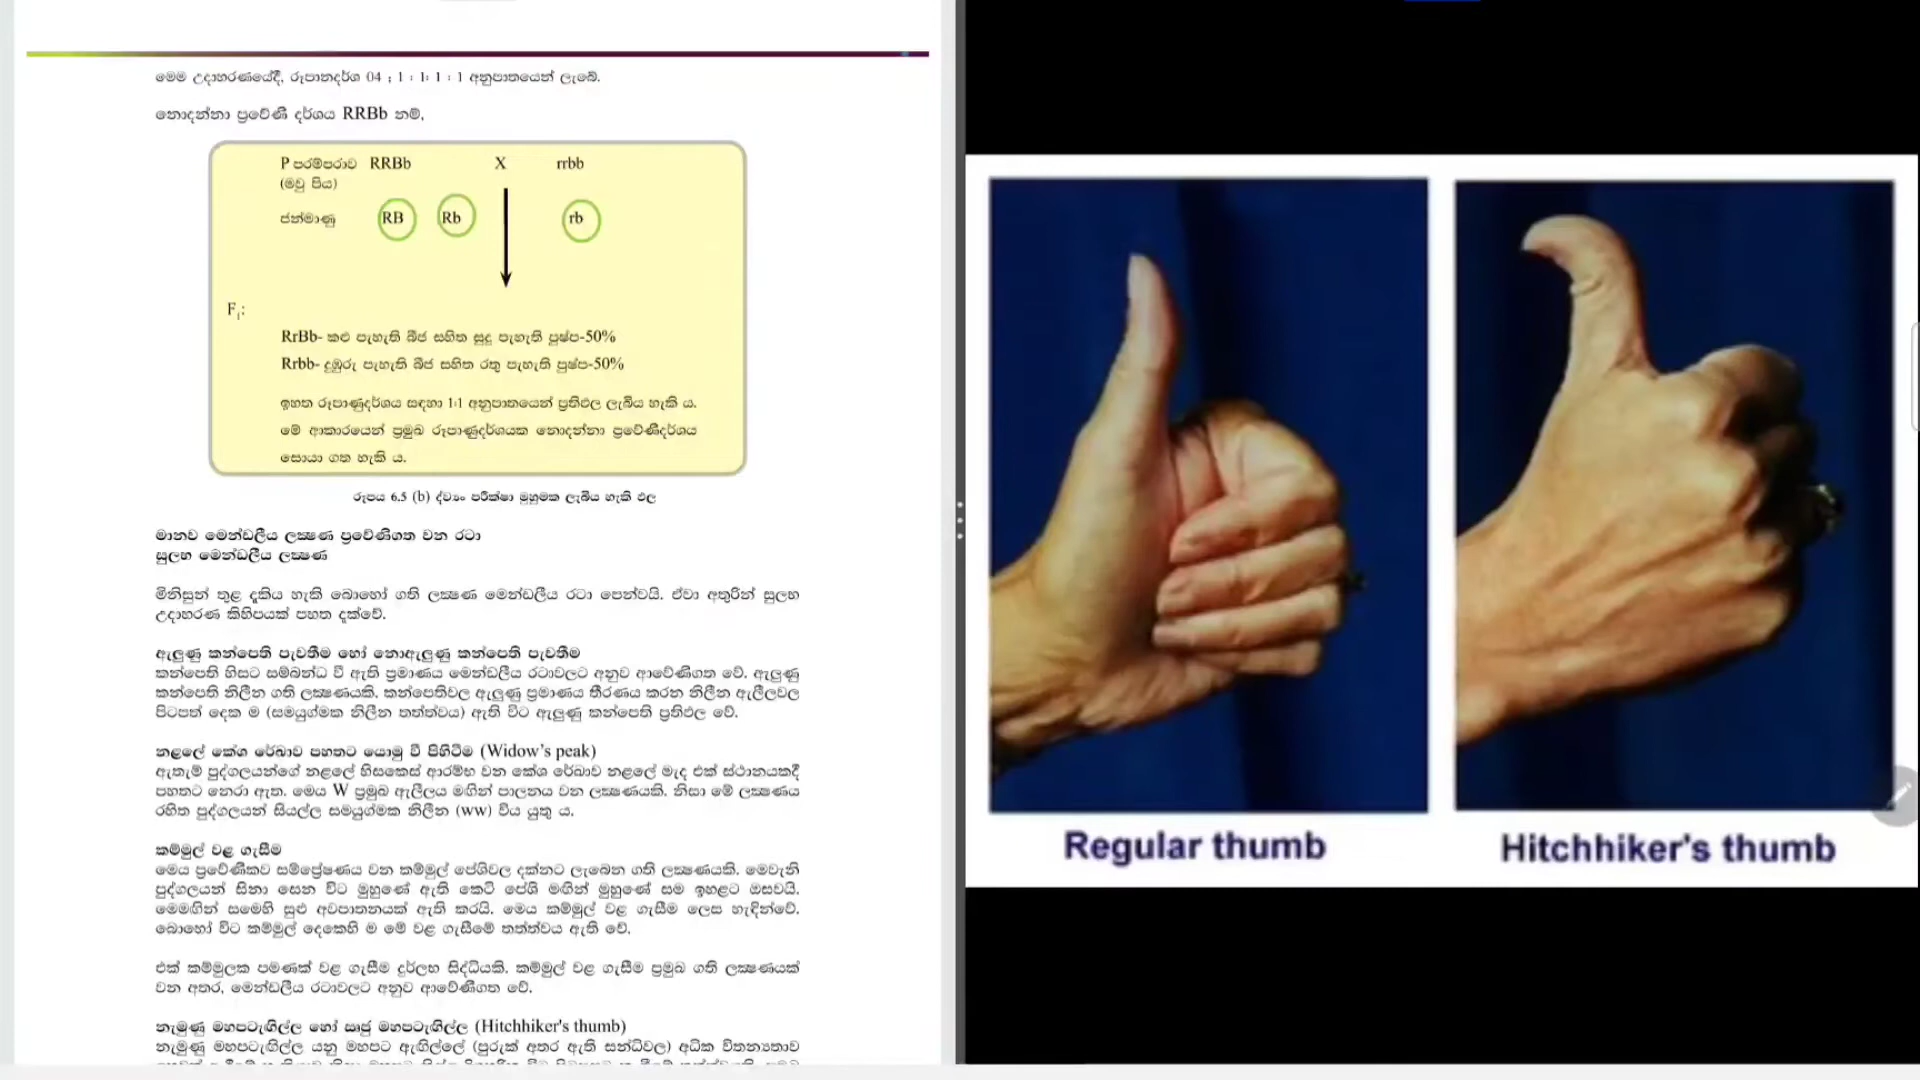 මෙම උදාහරණයේදී, රූපානදර්ශ 04 ; 1 : 1: 1 : 1 අනුපාතයෙන් ලැබේ.
නොදන්නා ප්‍රවේණි දර්ශය RRBb නම්,
P පරම්පරාව RRBb X rrbb
(මවු පිය)
ජන්මාණු RB Rb rb
F₁:
RrBb- කළු පැහැති බීජ සහිත සුදු පැහැති පුෂ්ප-50%
Rrbb- දුඹුරු පැහැති බීජ සහිත රතු පැහැති පුෂ්ප-50%
ඉහත රූපාණුදර්ශය සඳහා 1:1 අනුපාතයෙන් ප්‍රතිඵල ලැබිය හැකි ය.
මේ ආකාරයෙන් ප්‍රමුඛ රූපාණුදර්ශයක නොදන්නා ප්‍රවේණිදර්ශය
සොයා ගත හැකි ය.
රූපය 6.5 (b) ද්වි‍යාං පරීක්ෂා මුහුමක ලැබිය හැකි ඵල
මානව මෙන්ඩලීය ලක්‍ෂණ ප්‍රවේණිගත වන රටා
සුලභ මෙන්ඩලීය ලක්‍ෂණ
මිනිසුන් තුළ දැකිය හැකි බොහෝ ගති ලක්‍ෂණ මෙන්ඩලීය රටා පෙන්වයි. ඒවා අතුරින් සුලභ
උදාහරණ කිහිපයක් පහත දැක්වේ.
ඇලුණු කන්පෙති පැවතීම හෝ නොඇලුණු කන්පෙති පැවතීම
කන්පෙති හිසට සම්බන්ධ වී ඇති ප්‍රමාණය මෙන්ඩලීය රටාවලට අනුව ආවේණිගත වේ. ඇලුණු
කන්පෙති නිලීන ගති ලක්‍ෂණයකි. කන්පෙතිවල ඇලුණු ප්‍රමාණය තීරණය කරන නිලීන ඇලීලවල
පිටපත් දෙක ම (සමයුග්මක නිලීන තත්ත්වය) ඇති විට ඇලුණු කන්පෙති ප්‍රතිඵල වේ.
නළලේ කේශ රේඛාව පහතට යොමු වී පිහිටීම (Widow's peak)
ඇතැම් පුද්ගලයන්ගේ නළලේ හිසකෙස් ආරම්භ වන කේශ රේඛාව නළලේ මැද එක් ස්ථානයකදී
පහතට නෙරා ඇත. මෙය W ප්‍රමුඛ ඇලීලය මඟින් පාලනය වන ලක්‍ෂණයකි. නිසා මේ ලක්‍ෂණය
රහිත පුද්ගලයන් සියල්ල සමයුග්මක නිලීන (ww) විය යුතු ය.
කම්මුල් වළ ගැසීම
මෙය ප්‍රවේණිකව සම්ප්‍රේෂණය වන කම්මුල් පේශිවල දක්නට ලැබෙන ගති ලක්‍ෂණයකි. මෙවැනි
පුද්ගලයන් සිනා සෙන විට මුහුණේ ඇති කෙටි පේශි මඟින් මුහුණේ සම ඉහළට ඔසවයි.
මෙමඟින් සමෙහි සුළු අවපාතනයක් ඇති කරයි. මෙය කම්මුල් වළ ගැසීම ලෙස හැඳින්වේ.
බොහෝ විට කම්මුල් දෙකෙහි ම මේ වළ ගැසීමේ තත්ත්වය ඇති වේ.
එක් කම්මුලක පමණක් වළ ගැසීම දුර්ලභ සිද්ධියකි. කම්මුල් වළ ගැසීම ප්‍රමුඛ ගති ලක්‍ෂණයක්
වන අතර, මෙන්ඩලීය රටාවලට අනුව ආවේණිගත වේ.
නැමුණු මහපටැඟිල්ල හෝ සෘජු මහපටැඟිල්ල (Hitchhiker's thumb)
නැමුණු මහපටැඟිල්ල යනු මහපට ඇඟිල්ලේ (පුරුක් අතර ඇති සන්ධිවල) අධික විතන්‍යතාව
Regular thumb
Hitchhiker's thumb